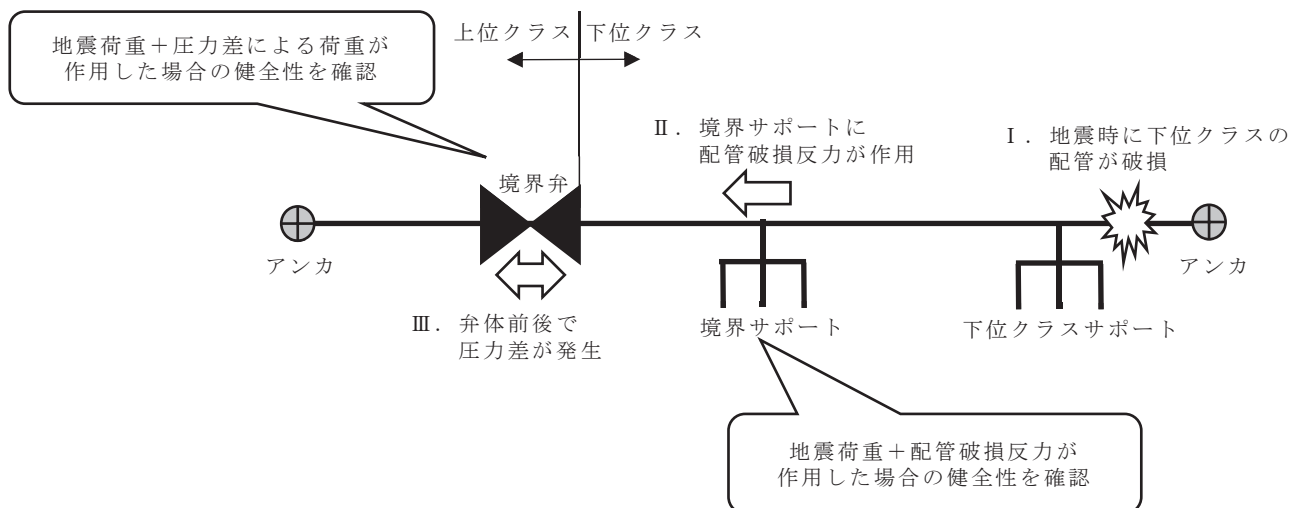 地震荷重＋圧力差による荷重が
作用した場合の健全性を確認
上位クラス 下位クラス
Ⅱ．境界サポートに
配管破損反力が作用
Ⅰ．地震時に下位クラスの
配管が破損
境界弁
アンカ
アンカ
Ⅲ．弁体前後で
圧力差が発生
境界サポート
下位クラスサポート
地震荷重＋配管破損反力が
作用した場合の健全性を確認